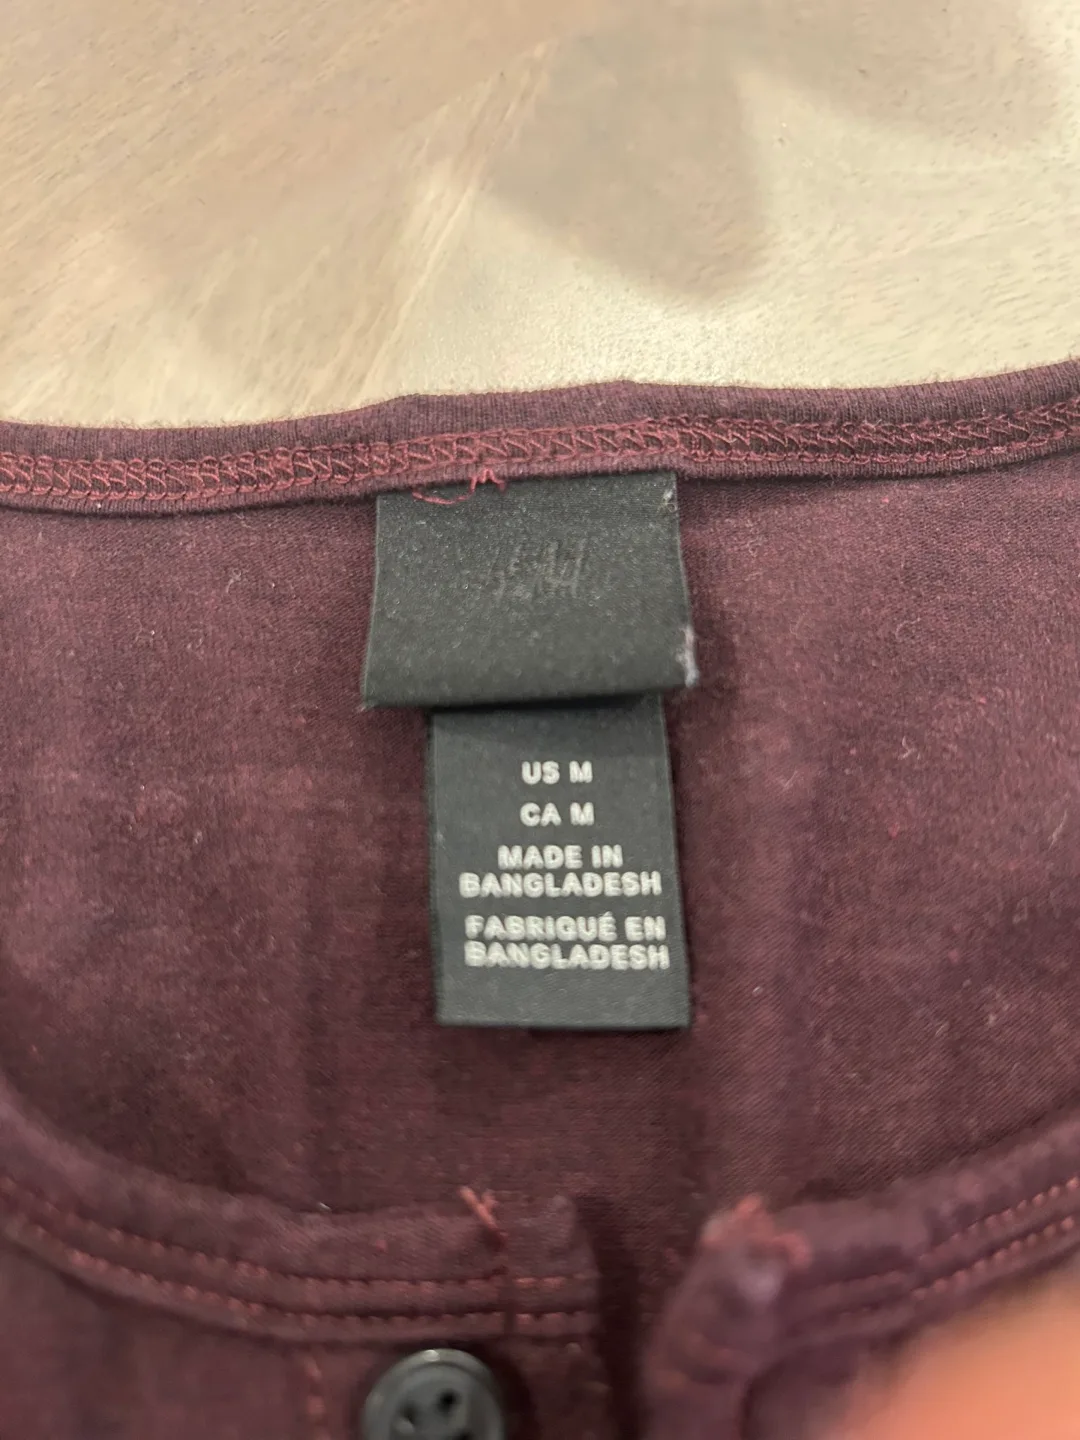 H&M
US M
CA M
MADE IN
BANGLADESH
FABRIQUÉ EN
BANGLADESH